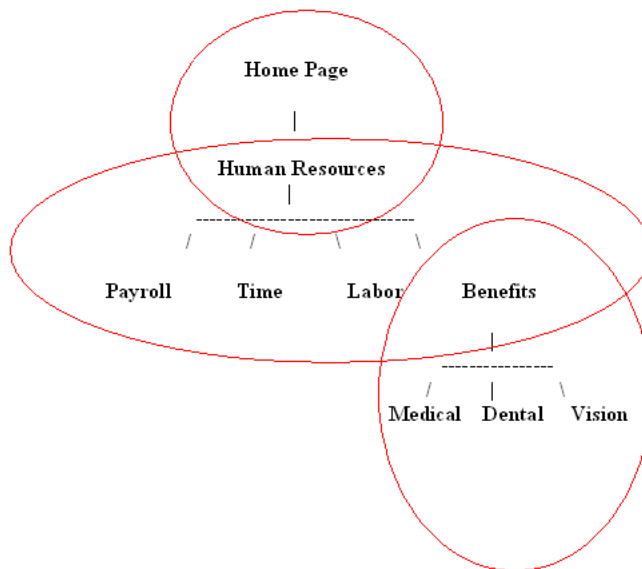 Home Page
Human Resources
Payroll Time Labor Benefits
Medical Dental Vision